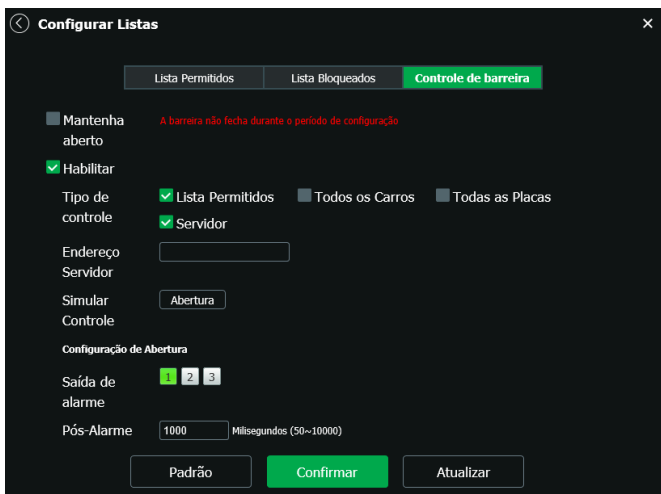 Configurar Listas
Lista Permitidos Lista Bloqueados Controle de barreira
Mantenha aberto A barreira não fecha durante o período de configuração
Habilitar
Tipo de controle Lista Permitidos Todos os Carros Todas as Placas
Servidor
Endereço Servidor
Simular Controle Abertura
Configuração de Abertura
Saída de alarme 1 2 3
Pós-Alarme 1000 Milisegundos (50~10000)
Padrão Confirmar Atualizar